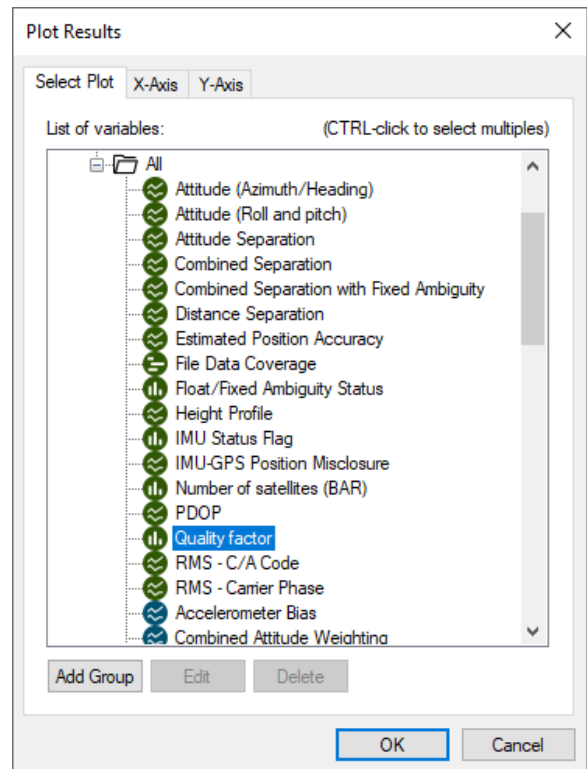 Plot Results
Select Plot X-Axis Y-Axis
List of variables: (CTRL-click to select multiples)
All
Attitude (Azimuth/Heading)
Attitude (Roll and pitch)
Attitude Separation
Combined Separation
Combined Separation with Fixed Ambiguity
Distance Separation
Estimated Position Accuracy
File Data Coverage
Float/Fixed Ambiguity Status
Height Profile
IMU Status Flag
IMU-GPS Position Misclosure
Number of satellites (BAR)
PDOP
Quality factor
RMS - C/A Code
RMS - Carrier Phase
Accelerometer Bias
Combined Attitude Weighting
Add Group Edit Delete
OK Cancel